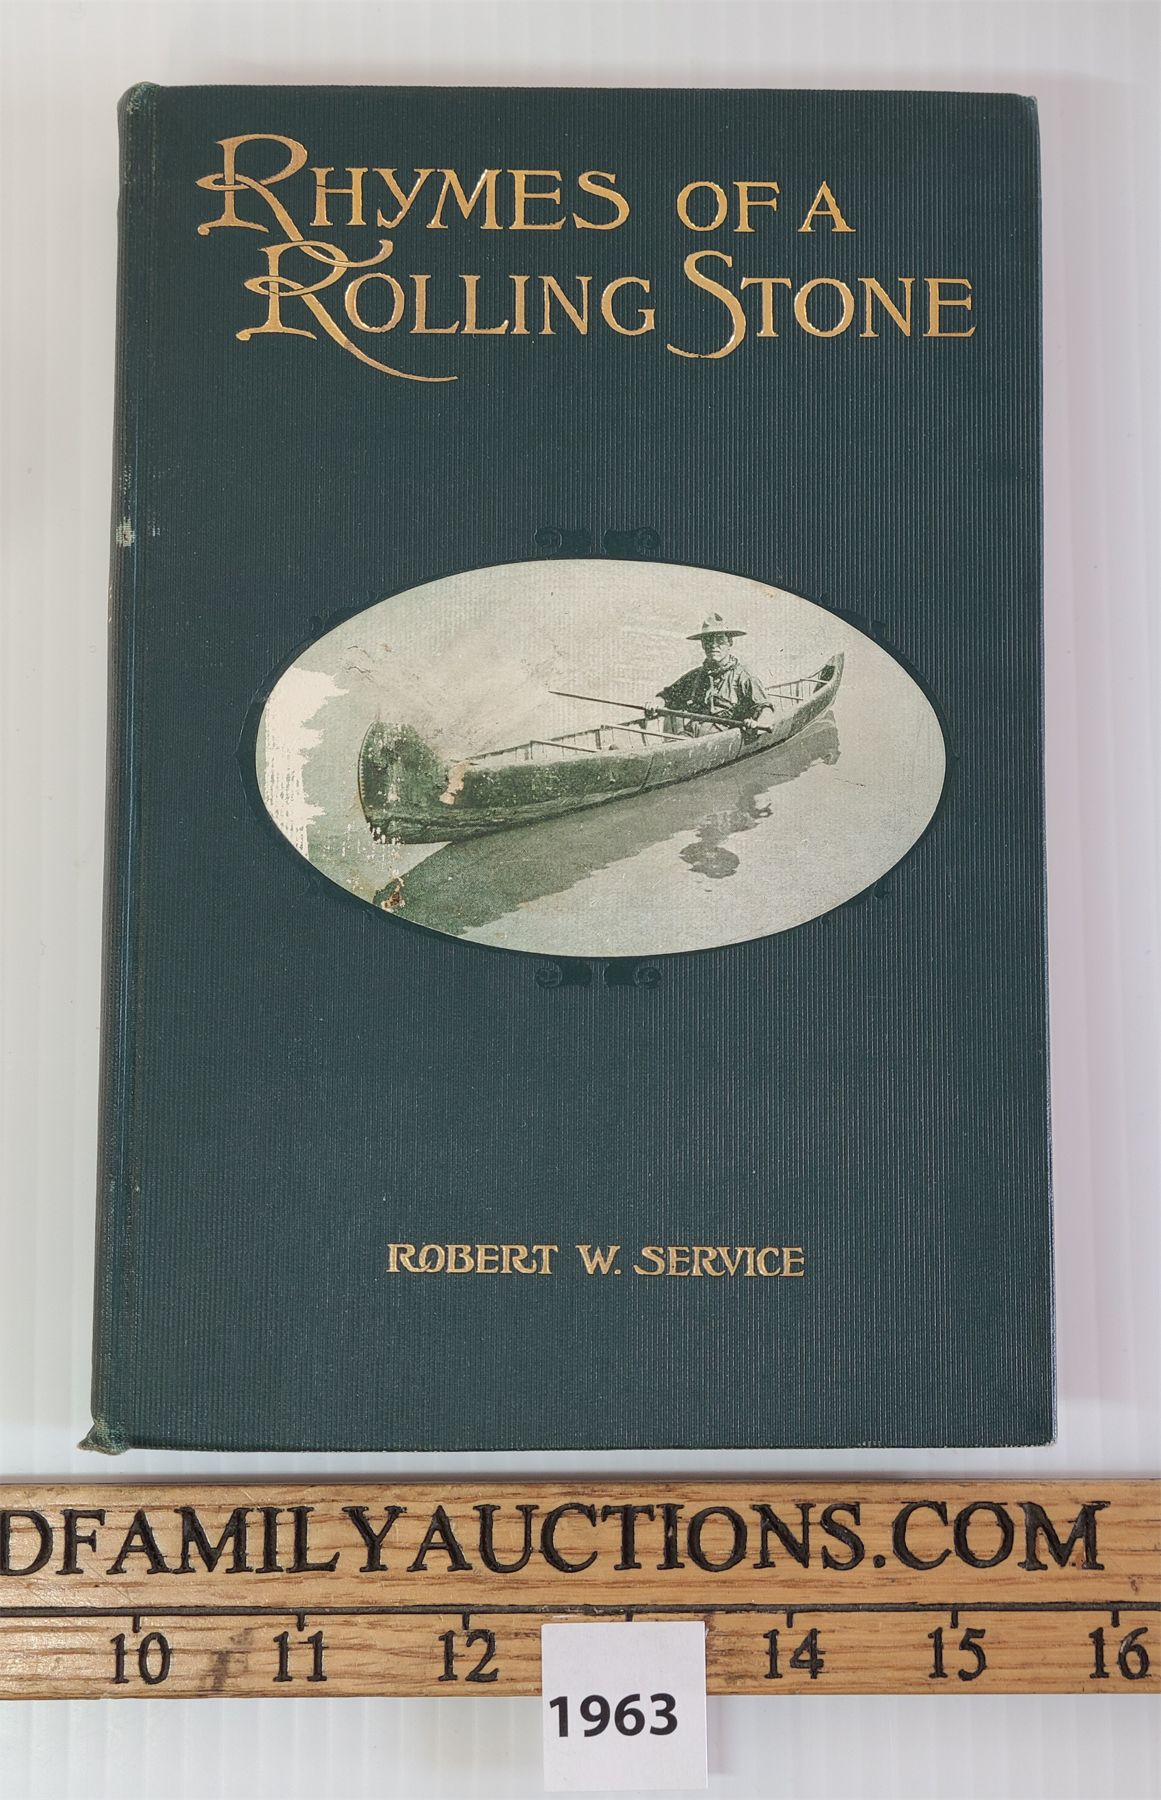 RHYMES OF A
ROLLING STONE
ROBERT W. SERVICE
DFAMILYAUCTIONS.COM
10 11 12 14 15 16
1963